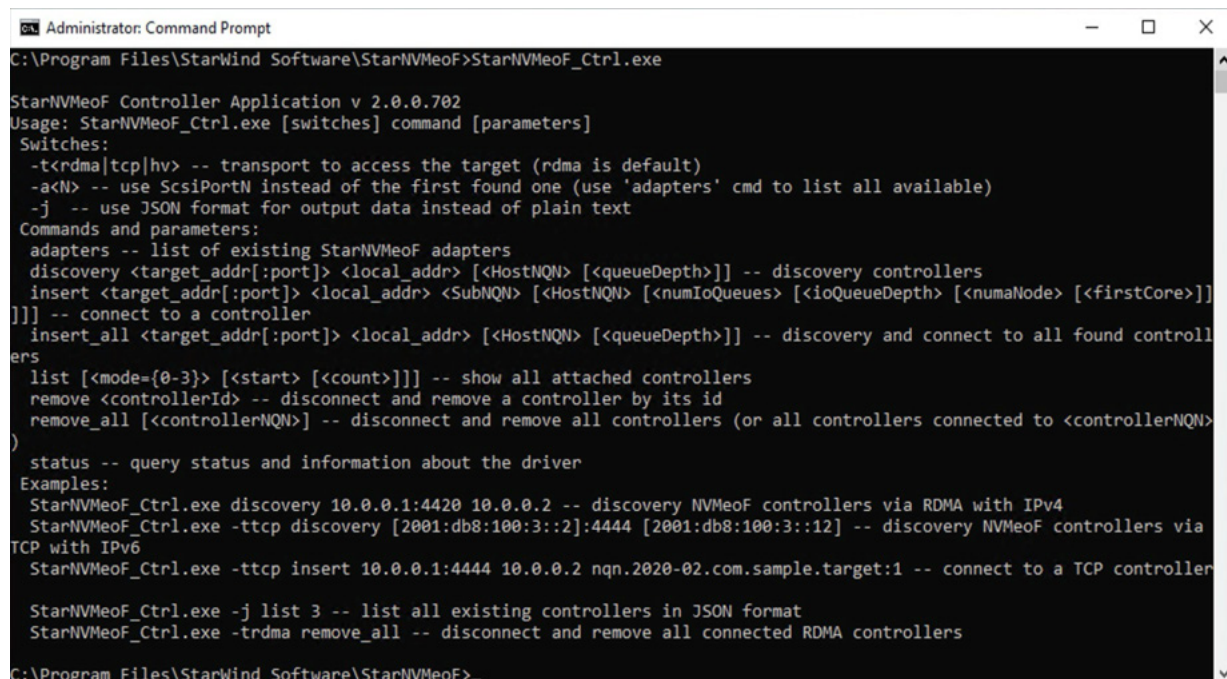 Administrator: Command Prompt
C:\Program Files\StarWind Software\StarNVMeoF>StarNVMeoF_Ctrl.exe
StarNVMeoF Controller Application v 2.0.0.702
Usage: StarNVMeoF_Ctrl.exe [switches] command [parameters]
Switches:
-t<rdma|tcp|hv> -- transport to access the target (rdma is default)
-a<N> -- use ScsiPortN instead of the first found one (use 'adapters' cmd to list all available)
-j  -- use JSON format for output data instead of plain text
Commands and parameters:
adapters -- list of existing StarNVMeoF adapters
discovery <target_addr[:port]> <local_addr> [<HostNQN> [<queueDepth>]] -- discovery controllers
insert <target_addr[:port]> <local_addr> <SubNQN> [<HostNQN> [<numIoQueues> [<ioQueueDepth> [<numaNode> [<firstCore>]]
]]] -- connect to a controller
insert_all <target_addr[:port]> <local_addr> [<HostNQN> [<queueDepth>]] -- discovery and connect to all found controll
ers
list [<mode={0-3}> [<start> [<count>]]] -- show all attached controllers
remove <controllerId> -- disconnect and remove a controller by its id
remove_all [<controllerNQN>] -- disconnect and remove all controllers (or all controllers connected to <controllerNQN>
)
status -- query status and information about the driver
Examples:
StarNVMeoF_Ctrl.exe discovery 10.0.0.1:4420 10.0.0.2 -- discovery NVMeoF controllers via RDMA with IPv4
StarNVMeoF_Ctrl.exe -ttcp discovery [2001:db8:100:3::2]:4444 [2001:db8:100:3::12] -- discovery NVMeoF controllers via
TCP with IPv6
StarNVMeoF_Ctrl.exe -ttcp insert 10.0.0.1:4444 10.0.0.2 nqn.2020-02.com.sample.target:1 -- connect to a TCP controller
StarNVMeoF_Ctrl.exe -j list 3 -- list all existing controllers in JSON format
StarNVMeoF_Ctrl.exe -trdma remove_all -- disconnect and remove all connected RDMA controllers
C:\Program Files\StarWind Software\StarNVMeoF>